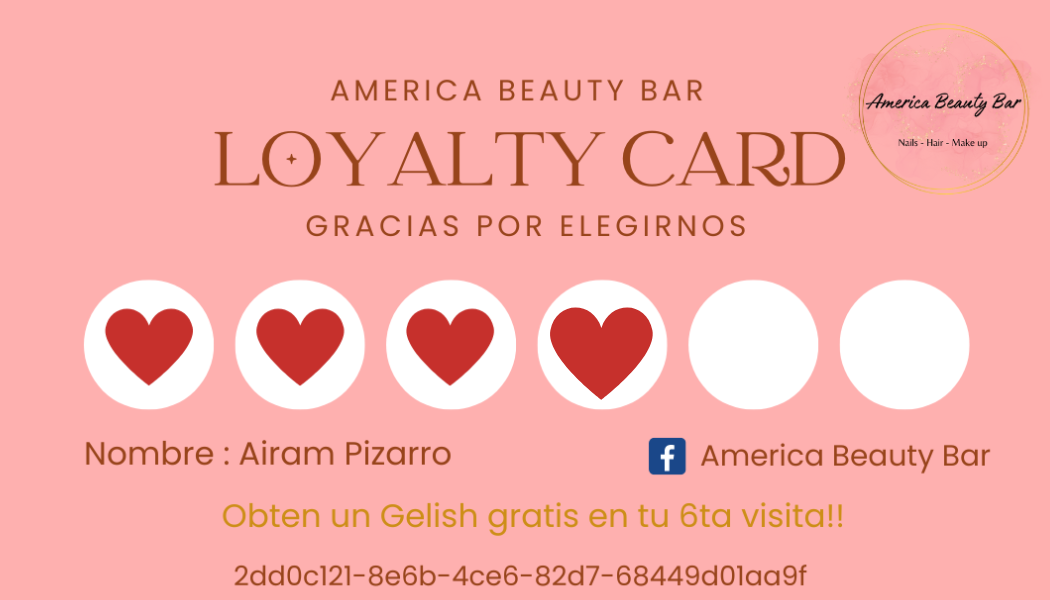 AMERICA BEAUTY BAR
LOYALTY CARD
GRACIAS POR ELEGIRNOS
America Beauty Bar
Nails - Hair - Make up
Nombre : Airam Pizarro
America Beauty Bar
Obten un Gelish gratis en tu 6ta visita!!
2dd0c121-8e6b-4ce6-82d7-68449d01aa9f